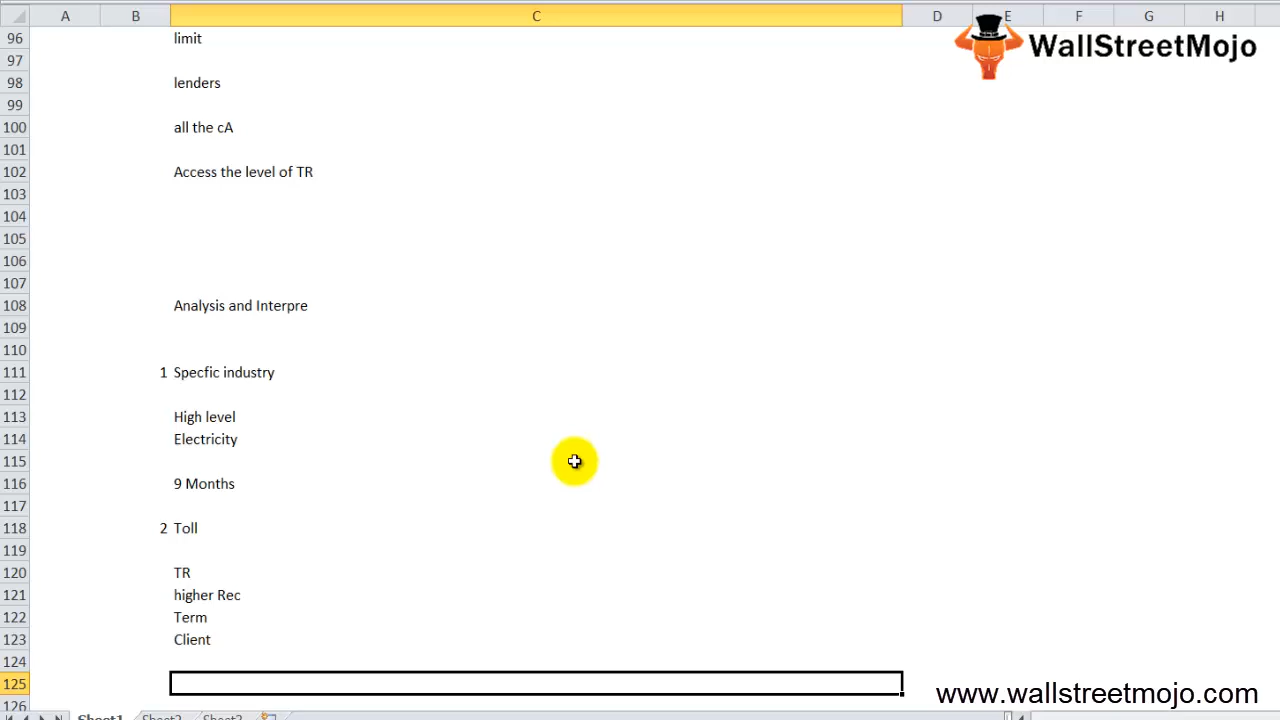 A B C D E F G H
WallStreetMojo
96 limit
97
98 lenders
99
100 all the cA
101
102 Access the level of TR
103
104
105
106
107
108 Analysis and Interpre
109
110
111 1 Specfic industry
112
113 High level
114 Electricity
115
116 9 Months
117
118 2 Toll
119
120 TR
121 higher Rec
122 Term
123 Client
124
125
126
www.wallstreetmojo.com
Sheet1 Sheet2 Sheet3